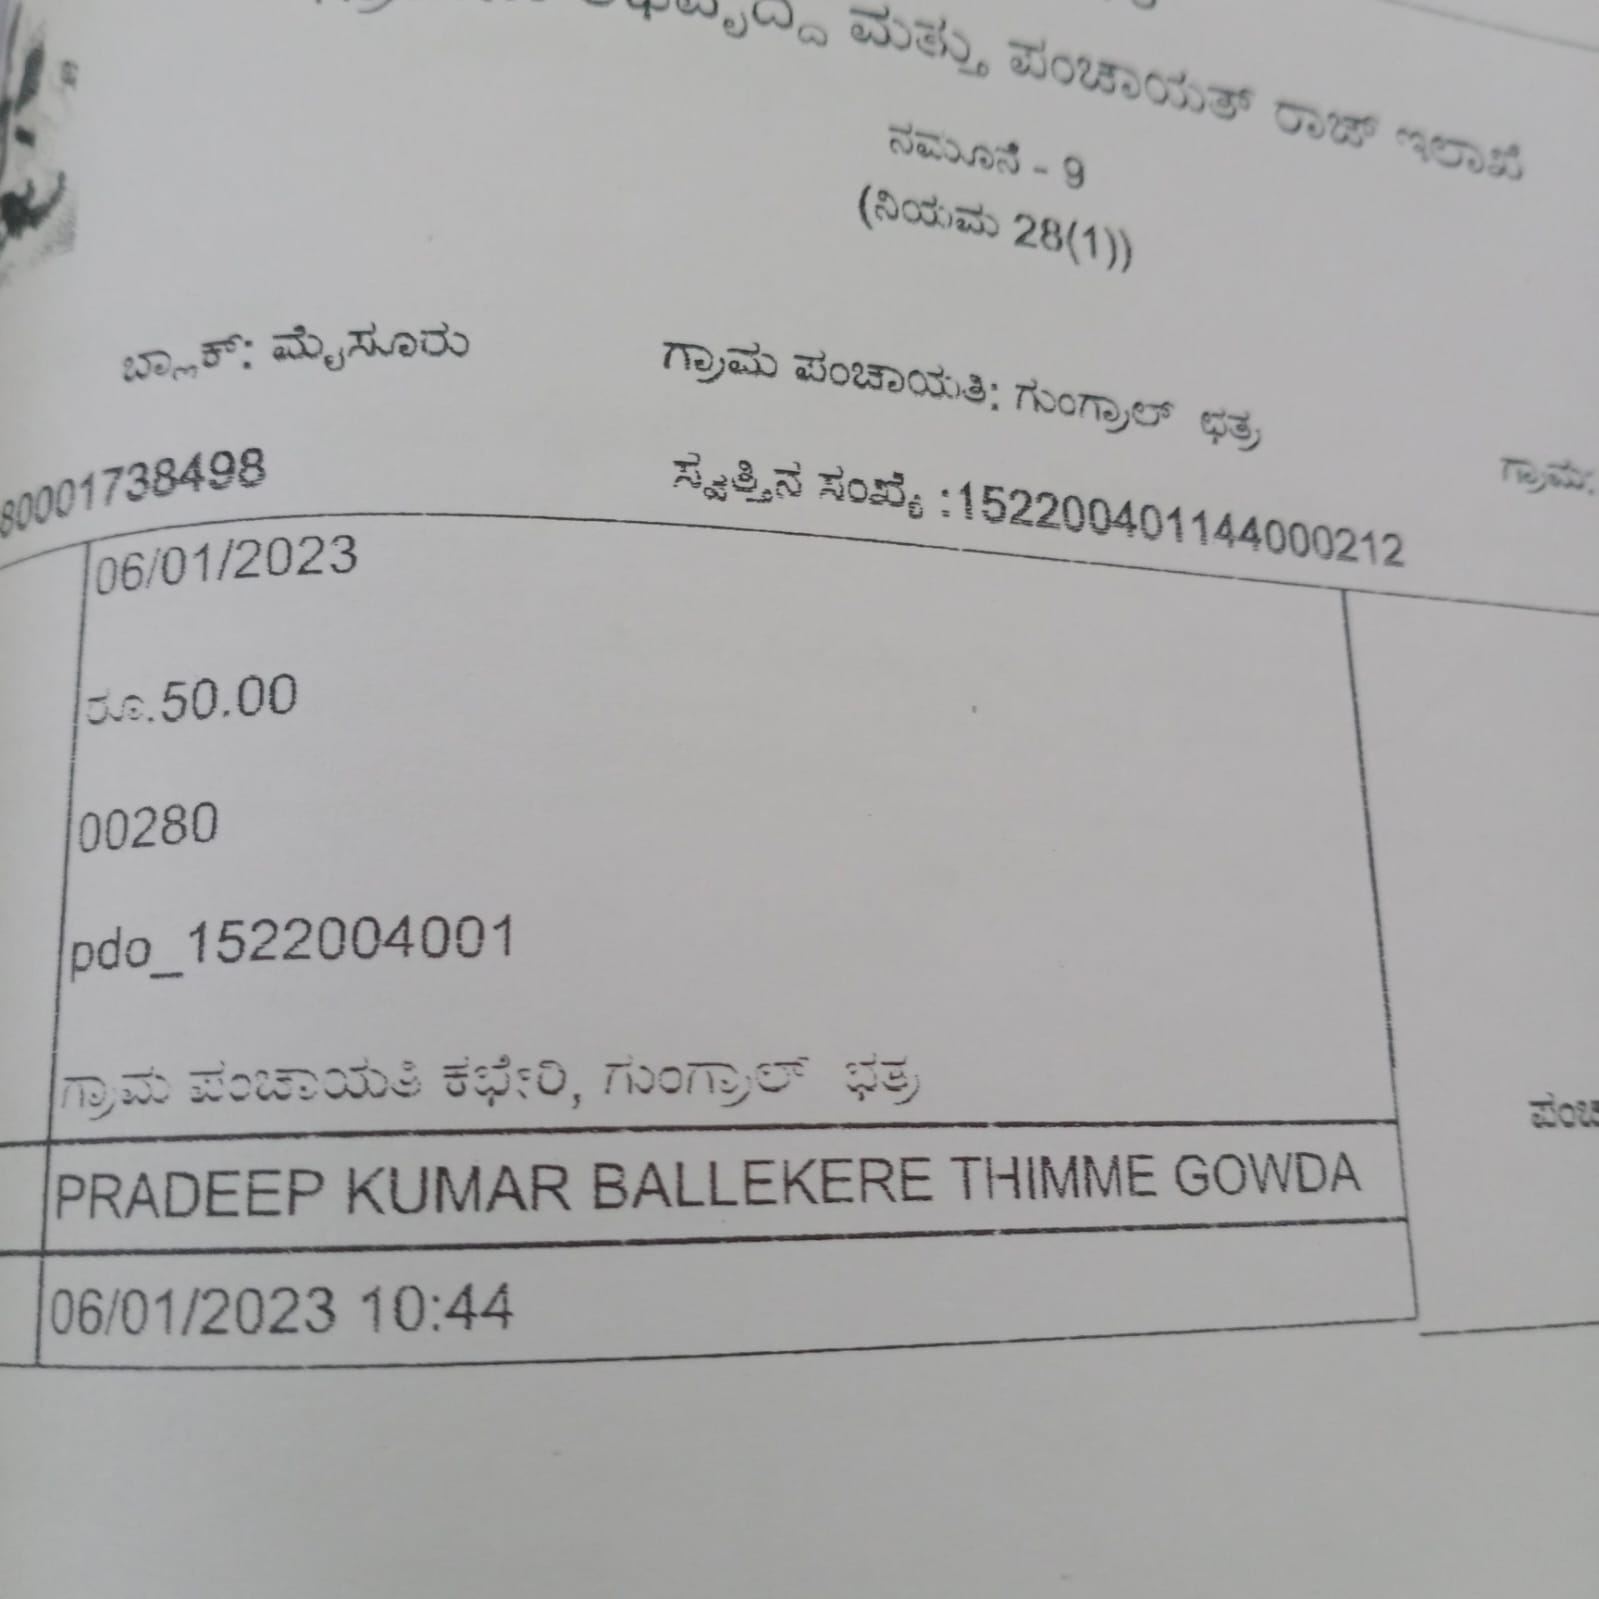 ಮತ್ತು ಪಂಚಾಯತ್ ರಾಜ್ ಇಲಾಖೆ
ನಮೂನೆ - 9
(ನಿಯಮ 28(1))
ಬ್ಲಾಕ್: ಮೈಸೂರು ಗ್ರಾಮ ಪಂಚಾಯತಿ: ಗುಂಗ್ರಾಲ್ ಛತ್ರ ಗ್ರಾಮ:
80001738498 ಸ್ವತ್ತಿನ ಸಂಖ್ಯೆ :152200401144000212
06/01/2023
ರೂ.50.00
00280
pdo_1522004001
ಗ್ರಾಮ ಪಂಚಾಯತಿ ಕಛೇರಿ, ಗುಂಗ್ರಾಲ್ ಛತ್ರ
PRADEEP KUMAR BALLEKERE THIMME GOWDA
06/01/2023 10:44